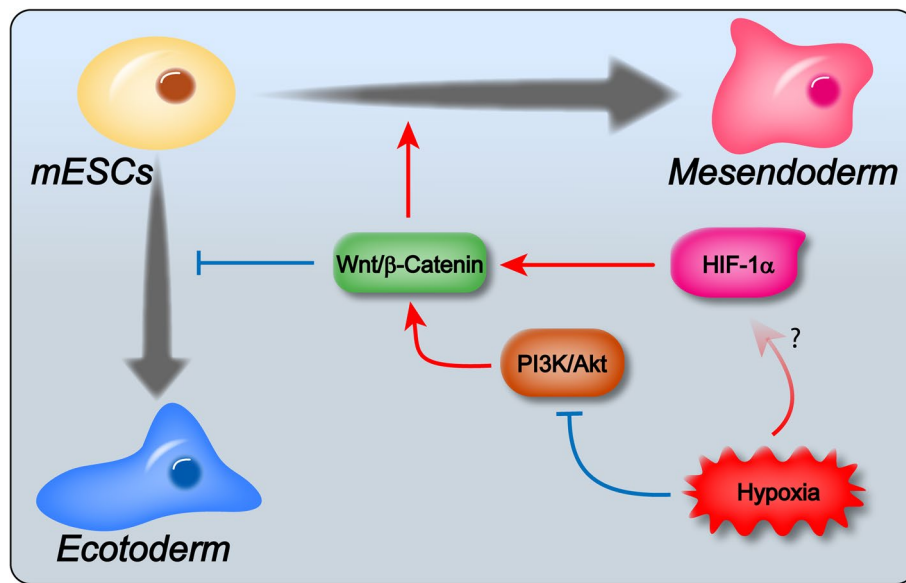 mESCs
Mesendoderm
Wnt/β-Catenin
HIF-1α
?
PI3K/Akt
Hypoxia
Ecotoderm